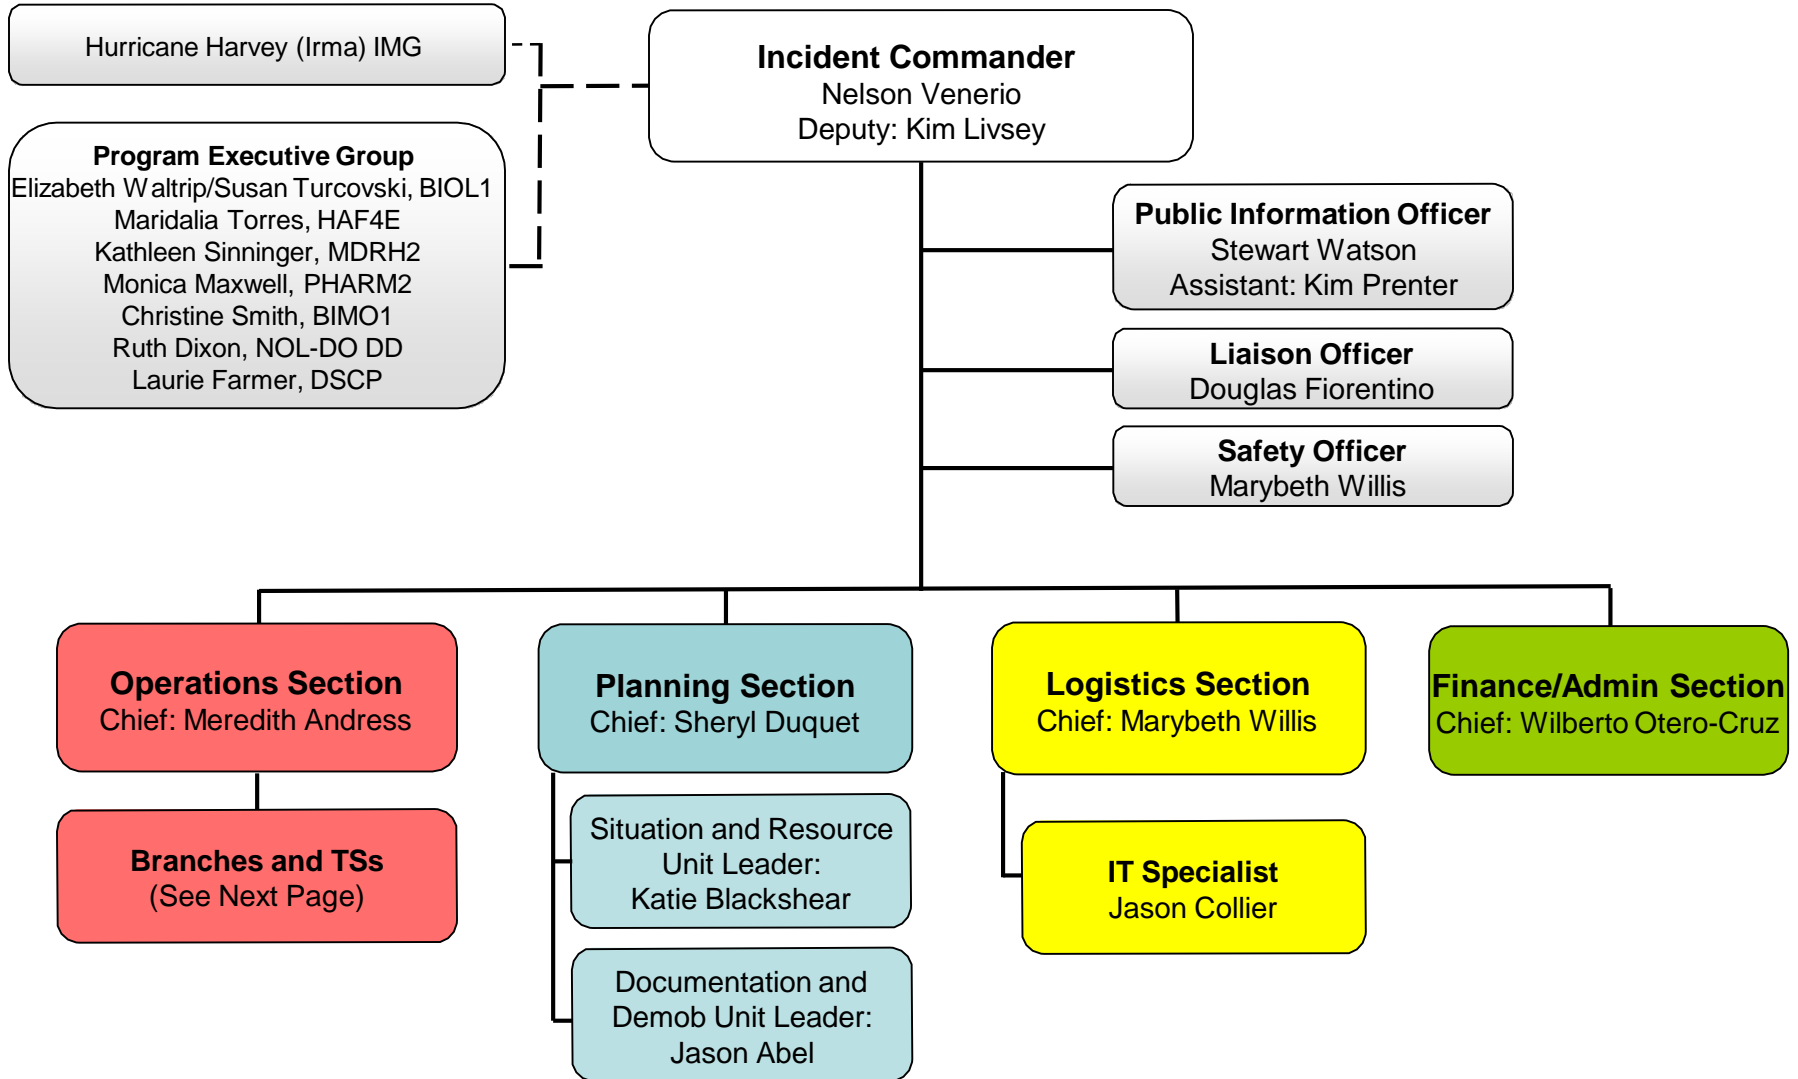 Hurricane Harvey (Irma) IMG
Incident Commander
Nelson Venerio
Deputy: Kim Livsey
Program Executive Group
Elizabeth Waltrip/Susan Turcovski, BIOL1
Maridalia Torres, HAF4E
Kathleen Sinninger, MDRH2
Monica Maxwell, PHARM2
Christine Smith, BIMO1
Ruth Dixon, NOL-DO DD
Laurie Farmer, DSCP
Public Information Officer
Stewart Watson
Assistant: Kim Prenter
Liaison Officer
Douglas Fiorentino
Safety Officer
Marybeth Willis
Operations Section
Chief: Meredith Andress
Planning Section
Chief: Sheryl Duquet
Logistics Section
Chief: Marybeth Willis
Finance/Admin Section
Chief: Wilberto Otero-Cruz
Branches and TSs
(See Next Page)
Situation and Resource
Unit Leader:
Katie Blackshear
IT Specialist
Jason Collier
Documentation and
Demob Unit Leader:
Jason Abel